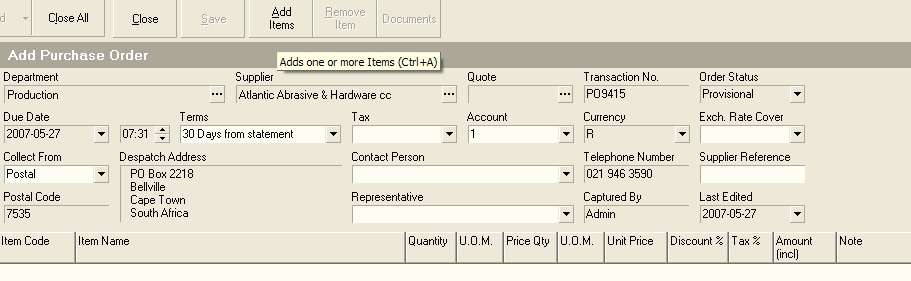 d Close All Close Save Add Items Remove Item Documents
Add Purchase Order
Adds one or more Items (Ctrl+A)
Department Supplier Quote Transaction No. Order Status
Production ... Atlantic Abrasive & Hardware cc ... ... PO9415 Provisional
Due Date Terms Tax Account Currency Exch. Rate Cover
2007-05-27 07:31 30 Days from statement 1 R
Collect From Despatch Address Contact Person Telephone Number Supplier Reference
Postal PO Box 2218 021 946 3590
Bellville
Postal Code Cape Town Representative Captured By Last Edited
7535 South Africa Admin 2007-05-27
Item Code Item Name Quantity U.O.M. Price Qty U.O.M. Unit Price Discount % Tax % Amount (incl) Note